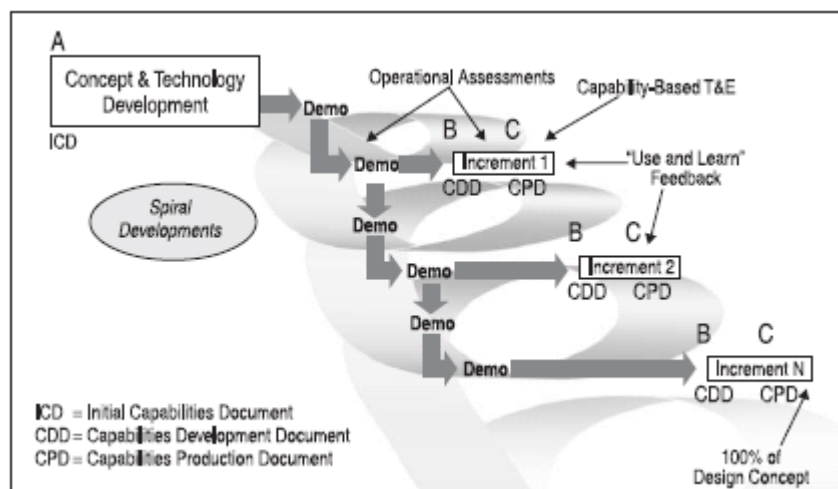 A
Concept & Technology
Development
ICD
Operational Assessments
Capability-Based T&E
Demo
B C
Demo
Increment 1
CDD CPD
"Use and Learn"
Feedback
Spiral
Developments
Demo
B C
Demo
Increment 2
CDD CPD
Demo
B C
Demo
Increment N
CDD CPD
ICD = Initial Capabilities Document
CDD = Capabilities Development Document
CPD = Capabilities Production Document
100% of
Design Concept